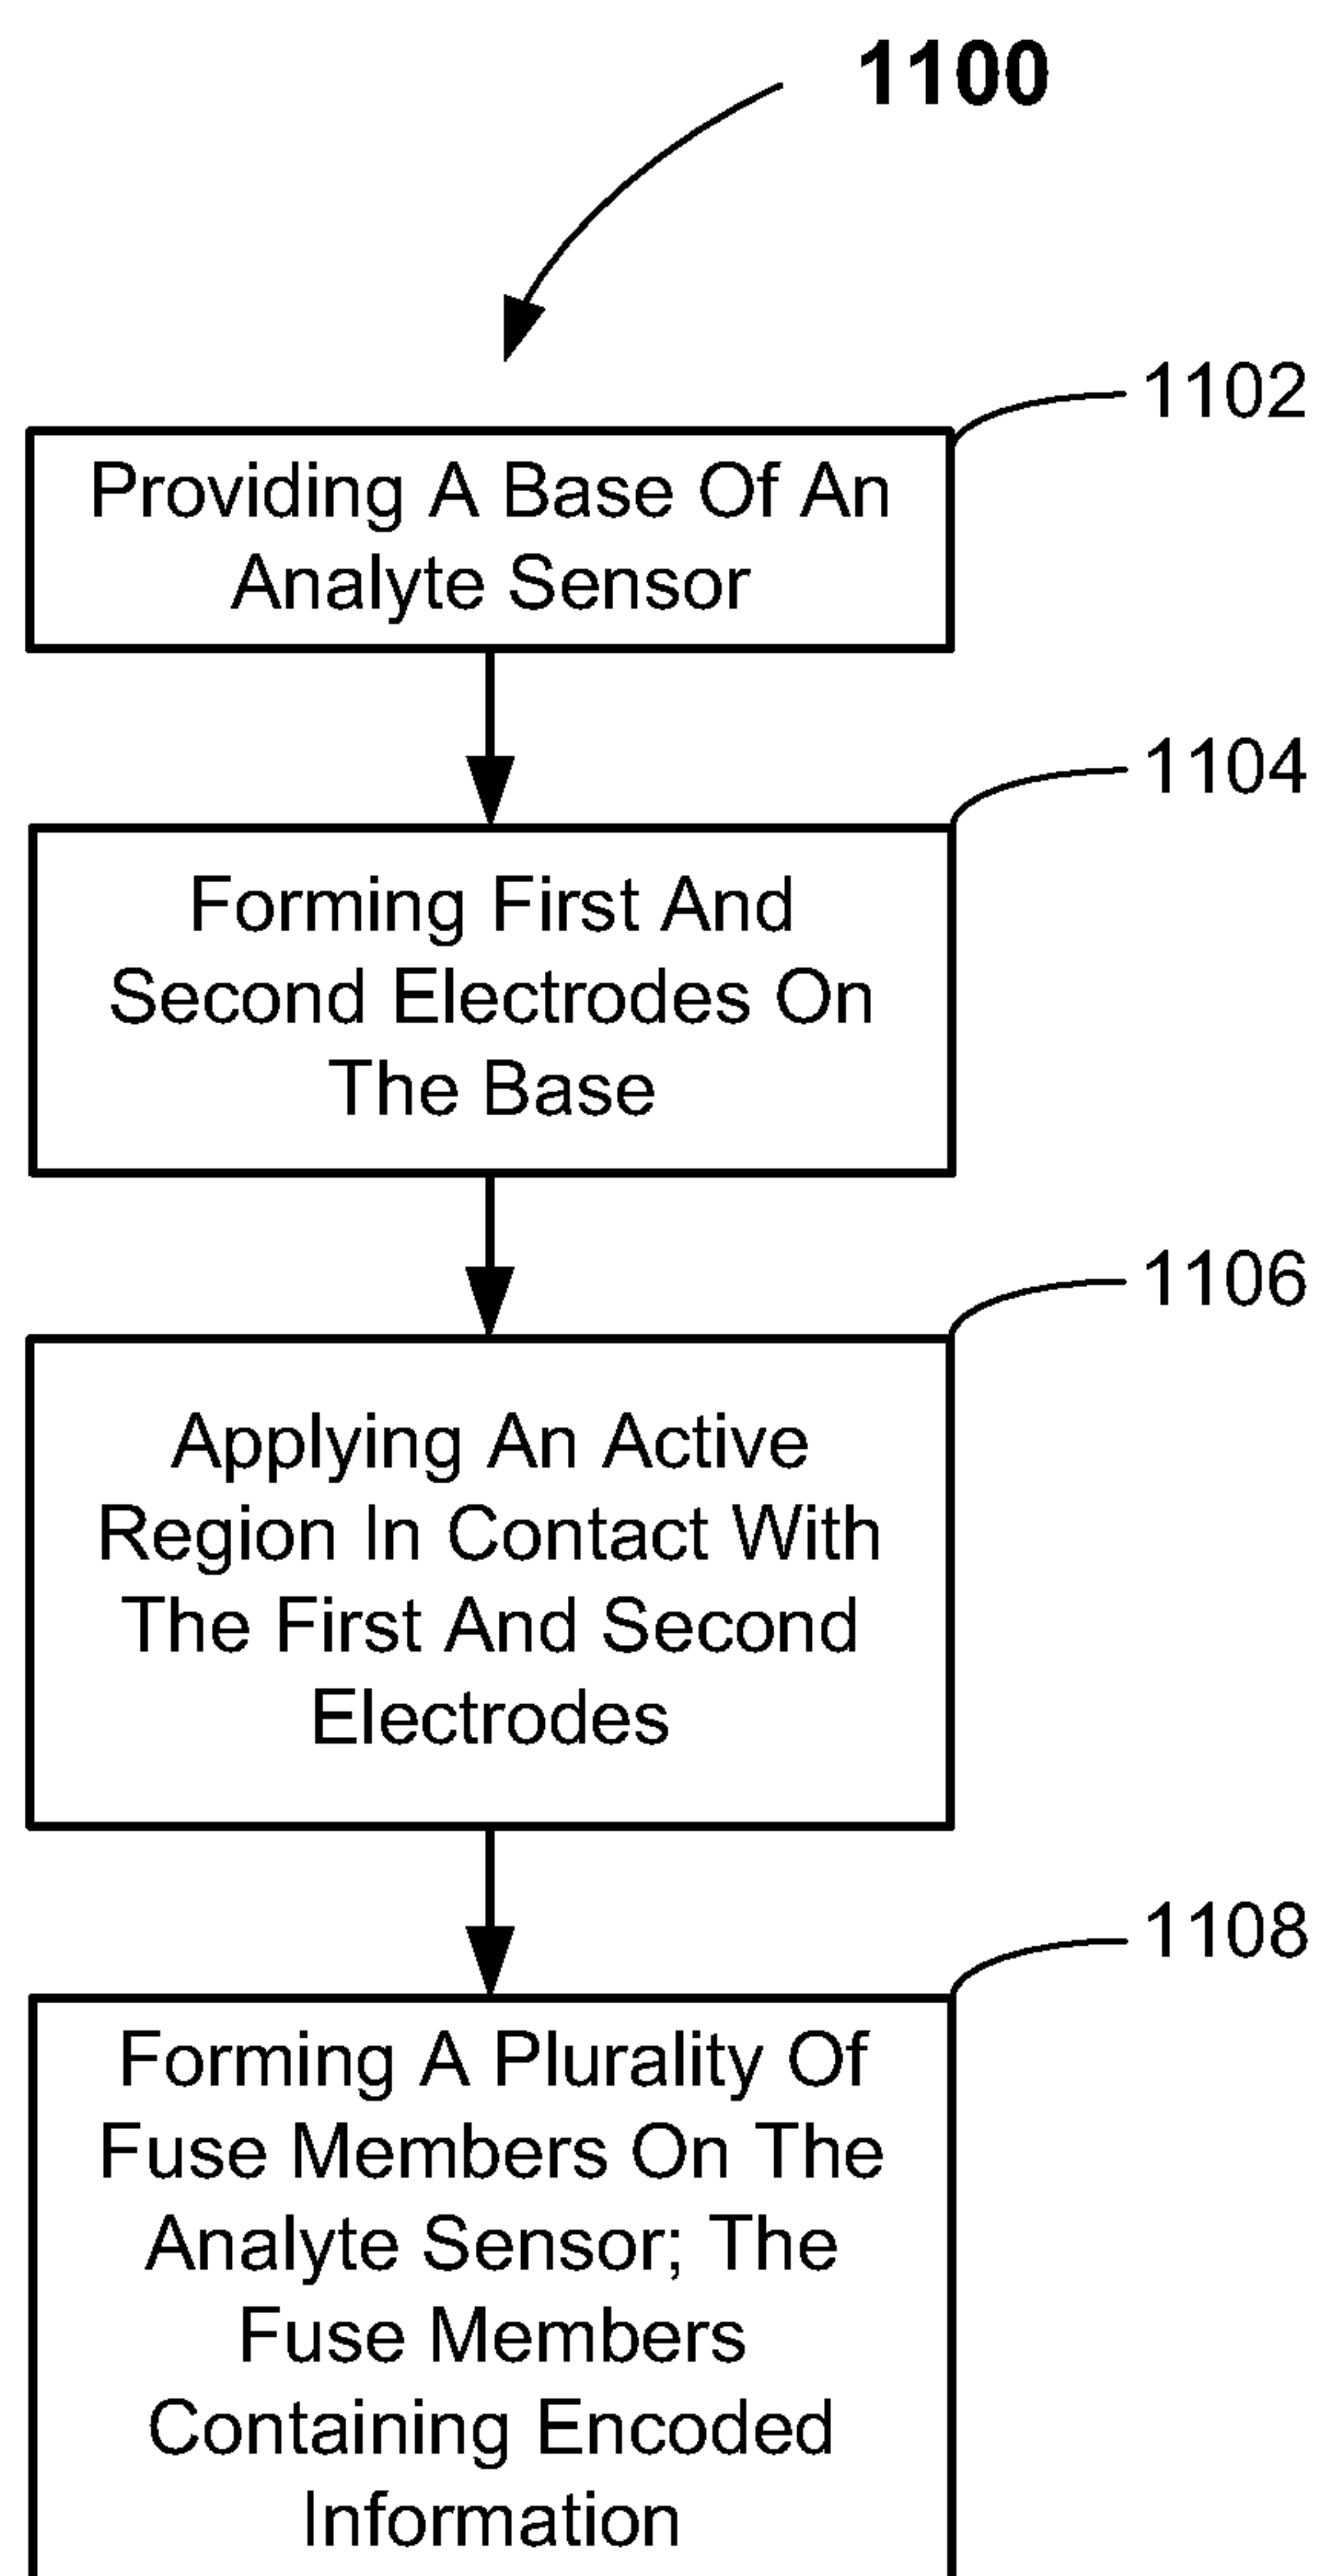 1100
1102
Providing A Base Of An
Analyte Sensor
1104
Forming First And
Second Electrodes On
The Base
1106
Applying An Active
Region In Contact With
The First And Second
Electrodes
1108
Forming A Plurality Of
Fuse Members On The
Analyte Sensor; The
Fuse Members
Containing Encoded
Information